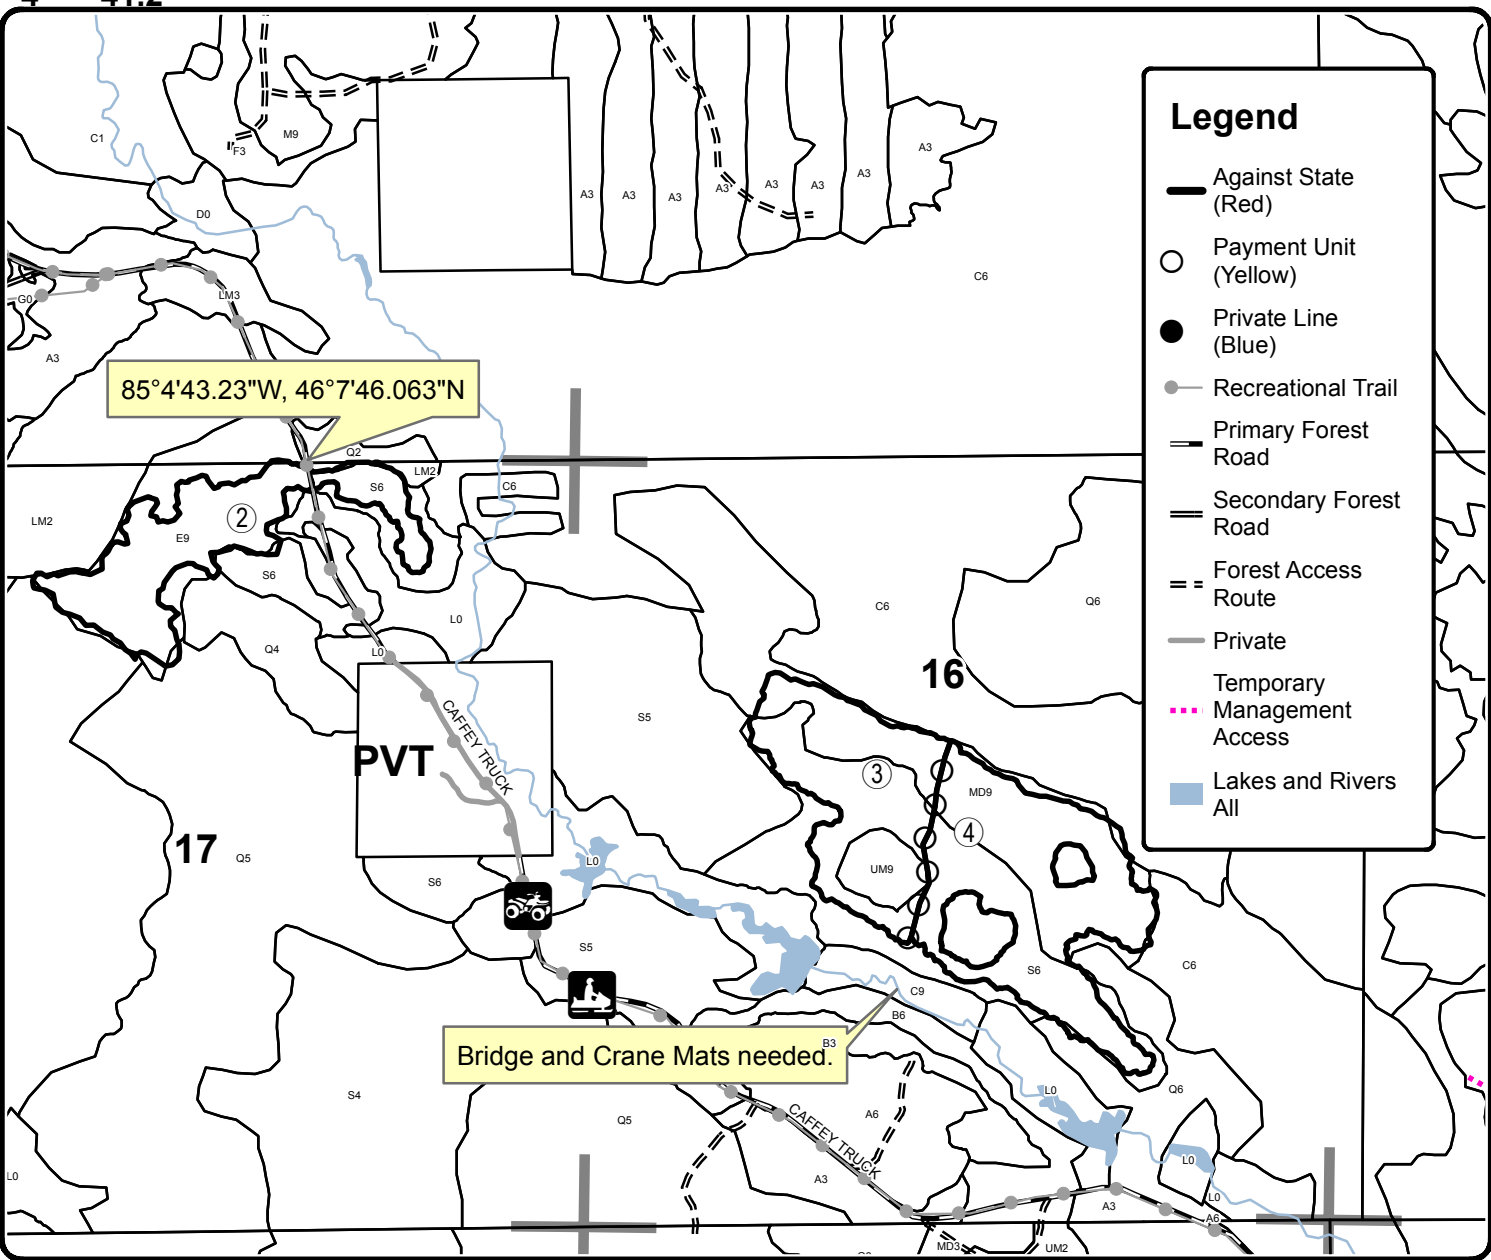 C1
M9
F3
D0
A3
A3
A3
A3
A3
A3
A3
A3
C6
G0
LM3
A3
85°4'43.23"W, 46°7'46.063"N
Q2
LM2
S6
C6
LM2
2
E9
S6
L0
Q4
L0
C6
Q6
16
S5
CAFFEY TRUCK
PVT
3
MD9
4
17
Q5
L0
UM9
S6
S5
S6
C6
C9
B6
Bridge and Crane Mats needed.
B3
S4
Q5
A6
CAFFEY TRUCK
A3
L0
Q6
L0
L0
L0
A3
A6
MD3
UM2
Legend
Against State
(Red)
Payment Unit
(Yellow)
Private Line
(Blue)
Recreational Trail
Primary Forest
Road
Secondary Forest
Road
Forest Access
Route
Private
Temporary
Management
Access
Lakes and Rivers
All